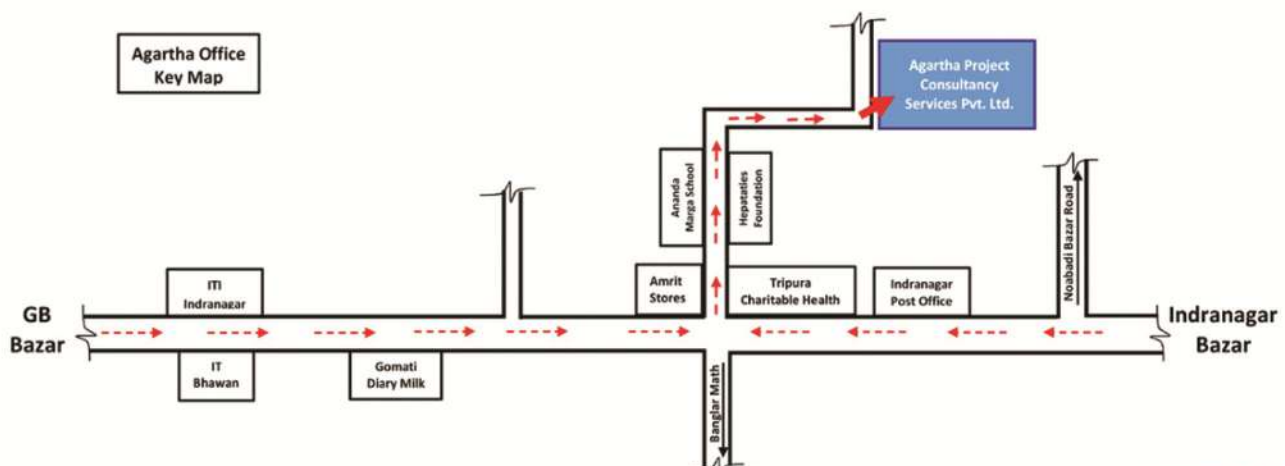 Agartha Office
Key Map
Agartha Project
Consultancy
Services Pvt. Ltd.
Ananda
Marga School
Hepataties
Foundation
Noabadi Bazar Road
ITI
Indranagar
Amrit
Stores
Tripura
Charitable Health
Indranagar
Post Office
GB
Bazar
Indranagar
Bazar
IT
Bhawan
Gomati
Diary Milk
Banglar Math